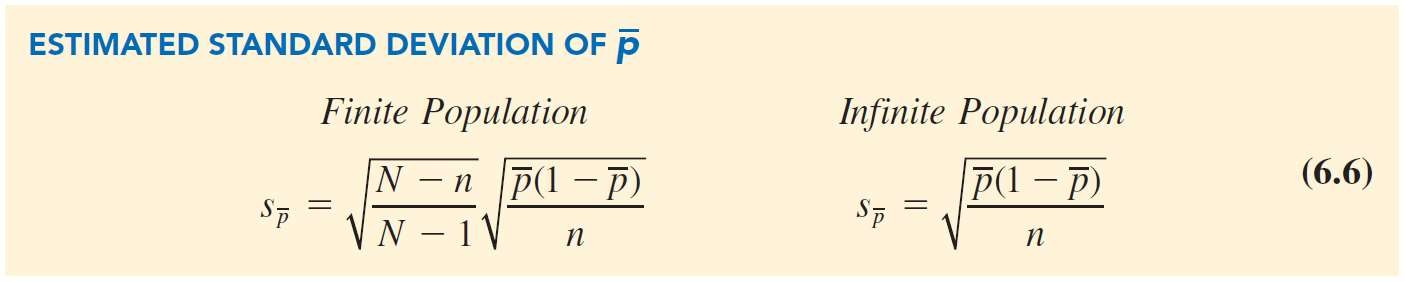 ESTIMATED STANDARD DEVIATION OF p̅
Finite Population Infinite Population
s_p̅ = √((N − n)/(N − 1)) √(p̅(1 − p̅)/n) s_p̅ = √(p̅(1 − p̅)/n) (6.6)